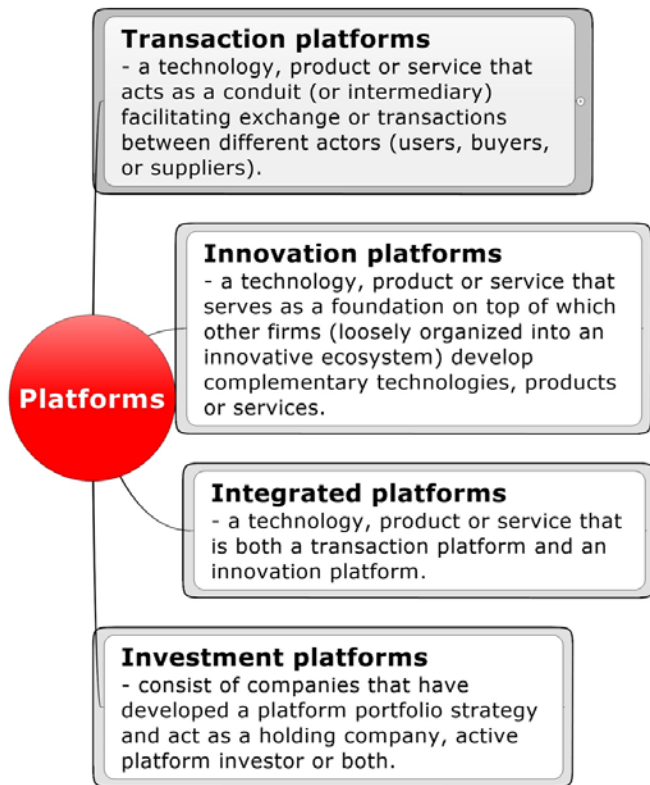 Transaction platforms
- a technology, product or service that
acts as a conduit (or intermediary)
facilitating exchange or transactions
between different actors (users, buyers,
or suppliers).
Innovation platforms
- a technology, product or service that
serves as a foundation on top of which
other firms (loosely organized into an
innovative ecosystem) develop
complementary technologies, products
or services.
Platforms
Integrated platforms
- a technology, product or service that
is both a transaction platform and an
innovation platform.
Investment platforms
- consist of companies that have
developed a platform portfolio strategy
and act as a holding company, active
platform investor or both.